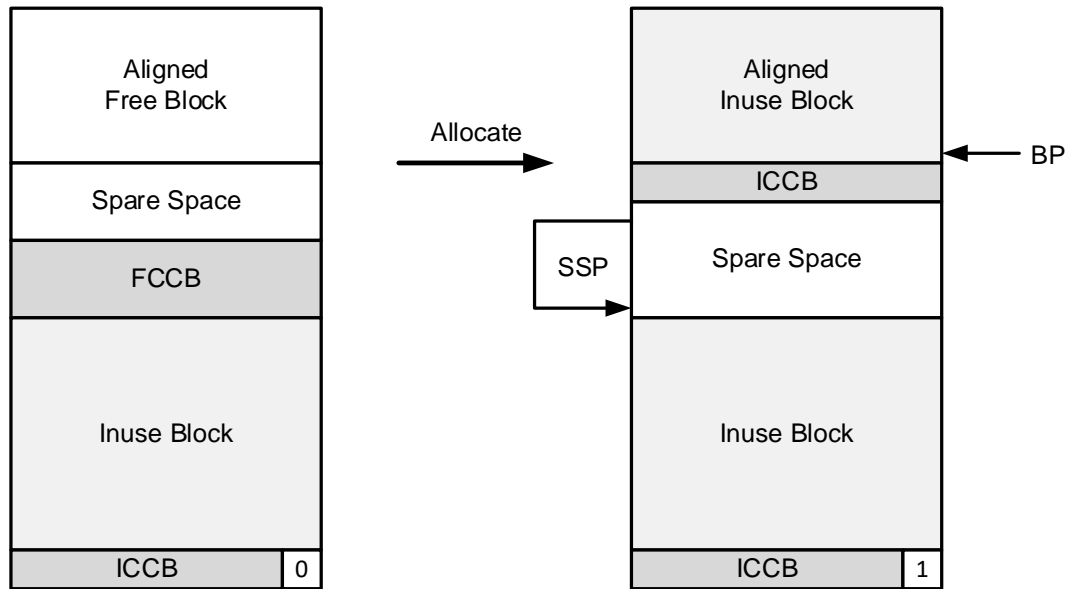 Aligned
Free Block
Spare Space
FCCB
Inuse Block
ICCB
0
Allocate
Aligned
Inuse Block
BP
ICCB
SSP
Spare Space
Inuse Block
ICCB
1